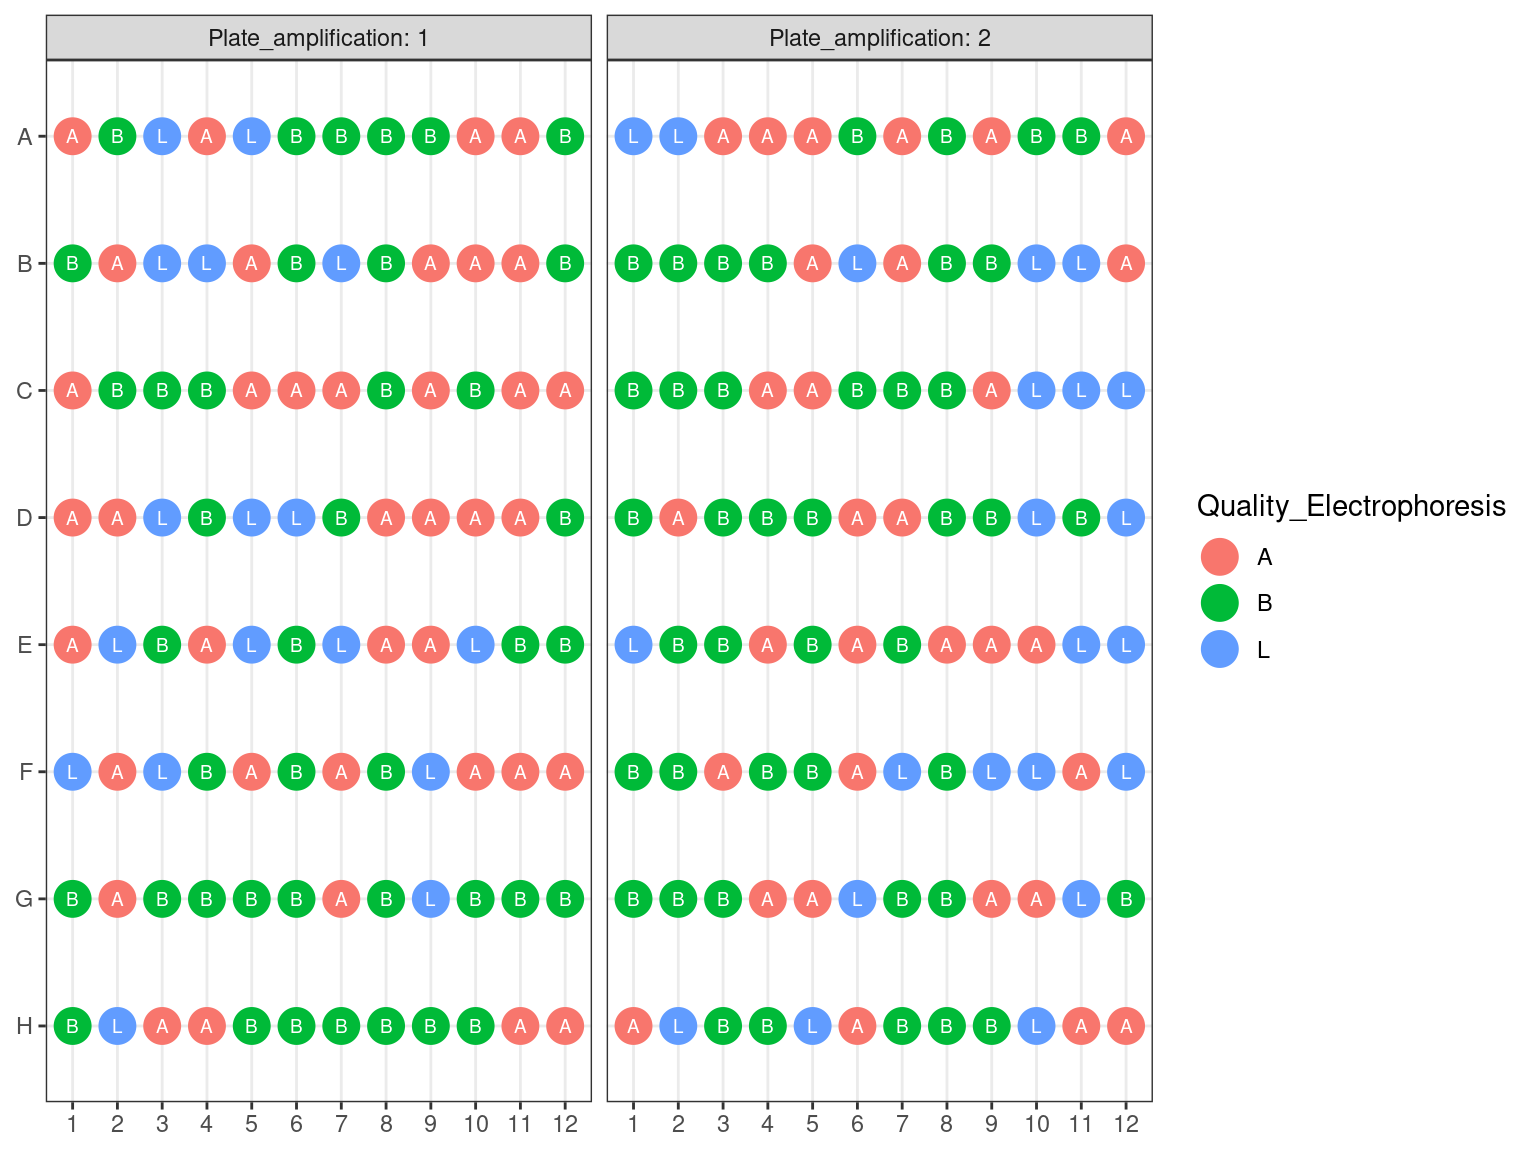 Plate_amplification: 1 Plate_amplification: 2
A A B L A L B B B B A A B L L A A A B A B A B B A
B B A L L A B L B A A A B B B B B A L A B B L L A
C A B B B A A A B A B A A B B B A A B B B A L L L
D A A L B L L B A A A A B B A B B B A A B B L B L
Quality_Electrophoresis
A
B
L
E A L B A L B L A A L B B L B B A B A B A A A L L
F L A L B A B A B L A A A B B A B B A L B L L A L
G B A B B B B A B L B B B B B B A A L B B A A L B
H B L A A B B B B B B A A A L B B L A B B B L A A
1 2 3 4 5 6 7 8 9 10 11 12 1 2 3 4 5 6 7 8 9 10 11 12